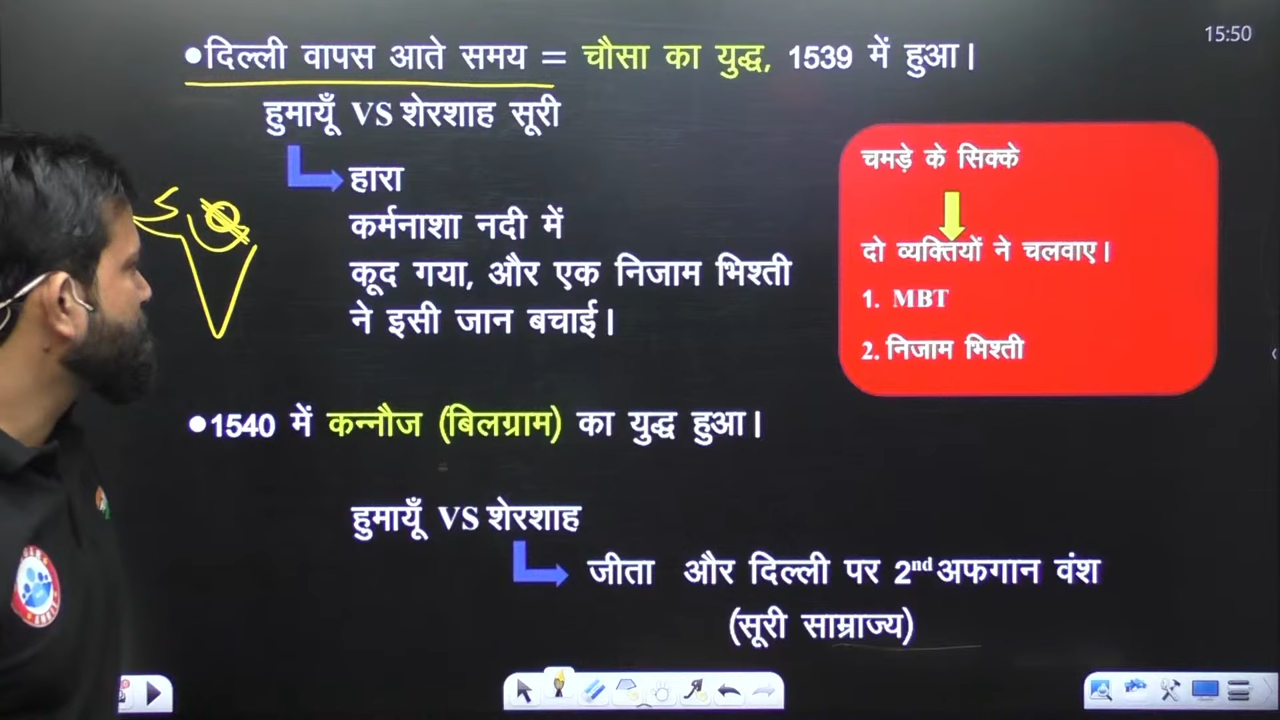 15:50
●दिल्ली वापस आते समय = चौसा का युद्ध, 1539 में हुआ।
हुमायूँ VS शेरशाह सूरी
हारा
कर्मनाशा नदी में
कूद गया, और एक निजाम भिश्ती
ने इसी जान बचाई।
चमड़े के सिक्के
दो व्यक्तियों ने चलवाए।
1. MBT
2. निजाम भिश्ती
●1540 में कन्नौज (बिलग्राम) का युद्ध हुआ।
हुमायूँ VS शेरशाह
जीता और दिल्ली पर 2nd अफगान वंश
(सूरी साम्राज्य)